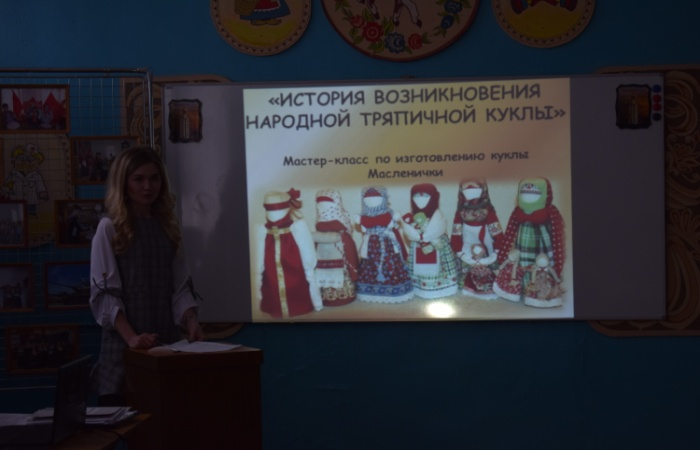 «ИСТОРИЯ ВОЗНИКНОВЕНИЯ
НАРОДНОЙ ТРЯПИЧНОЙ КУКЛЫ»
Мастер-класс по изготовлению куклы
Масленички